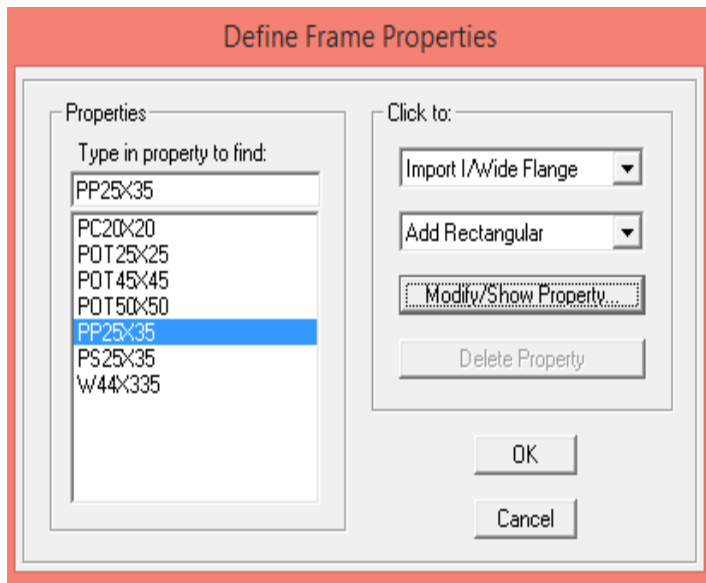 Define Frame Properties
Properties
Type in property to find:
PP25X35
PC20X20
POT25X25
POT45X45
POT50X50
PP25X35
PS25X35
W44X335
Click to:
Import I/Wide Flange
Add Rectangular
Modify/Show Property...
Delete Property
OK
Cancel